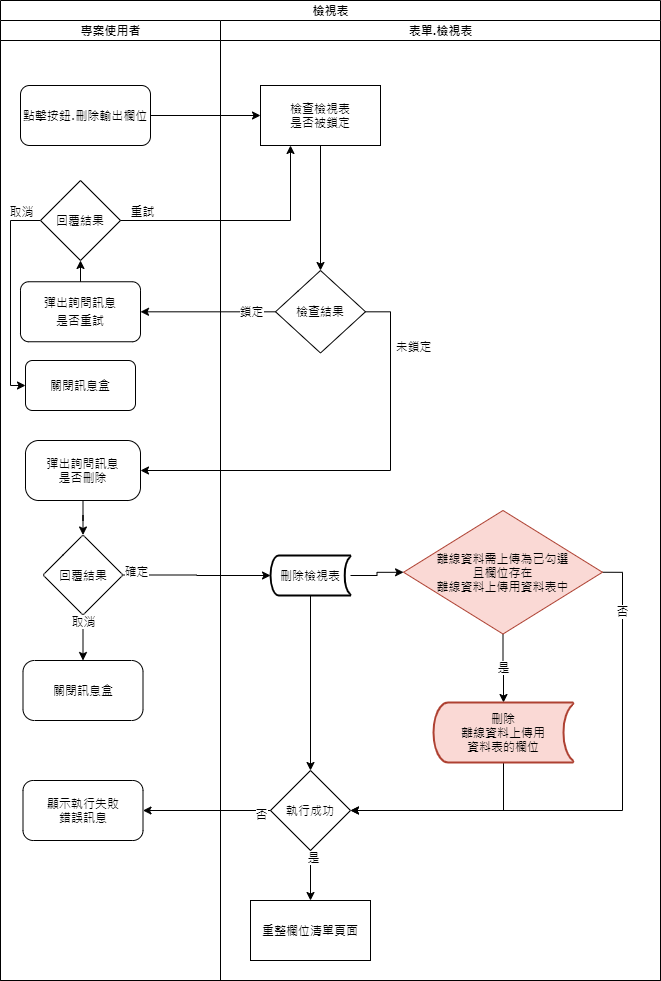 檢視表
專案使用者
表單.檢視表
點擊按鈕.刪除輸出欄位
檢查檢視表
是否被鎖定
取消
回覆結果
重試
彈出詢問訊息
是否重試
鎖定
檢查結果
未鎖定
關閉訊息盒
彈出詢問訊息
是否刪除
回覆結果
確定
刪除檢視表
離線資料需上傳為已勾選
且欄位存在
離線資料上傳用資料表中
否
取消
是
關閉訊息盒
刪除
離線資料上傳用
資料表的欄位
顯示執行失敗
錯誤訊息
否
執行成功
是
重整欄位清單頁面